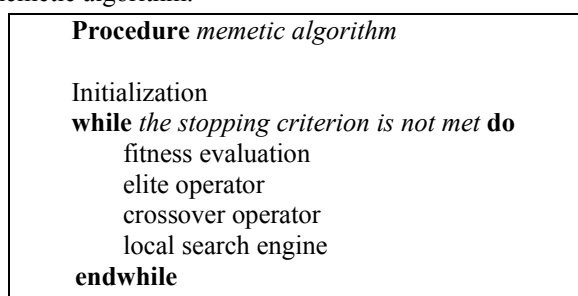 memetic algorithm.
Procedure memetic algorithm
Initialization
while the stopping criterion is not met do
fitness evaluation
elite operator
crossover operator
local search engine
endwhile